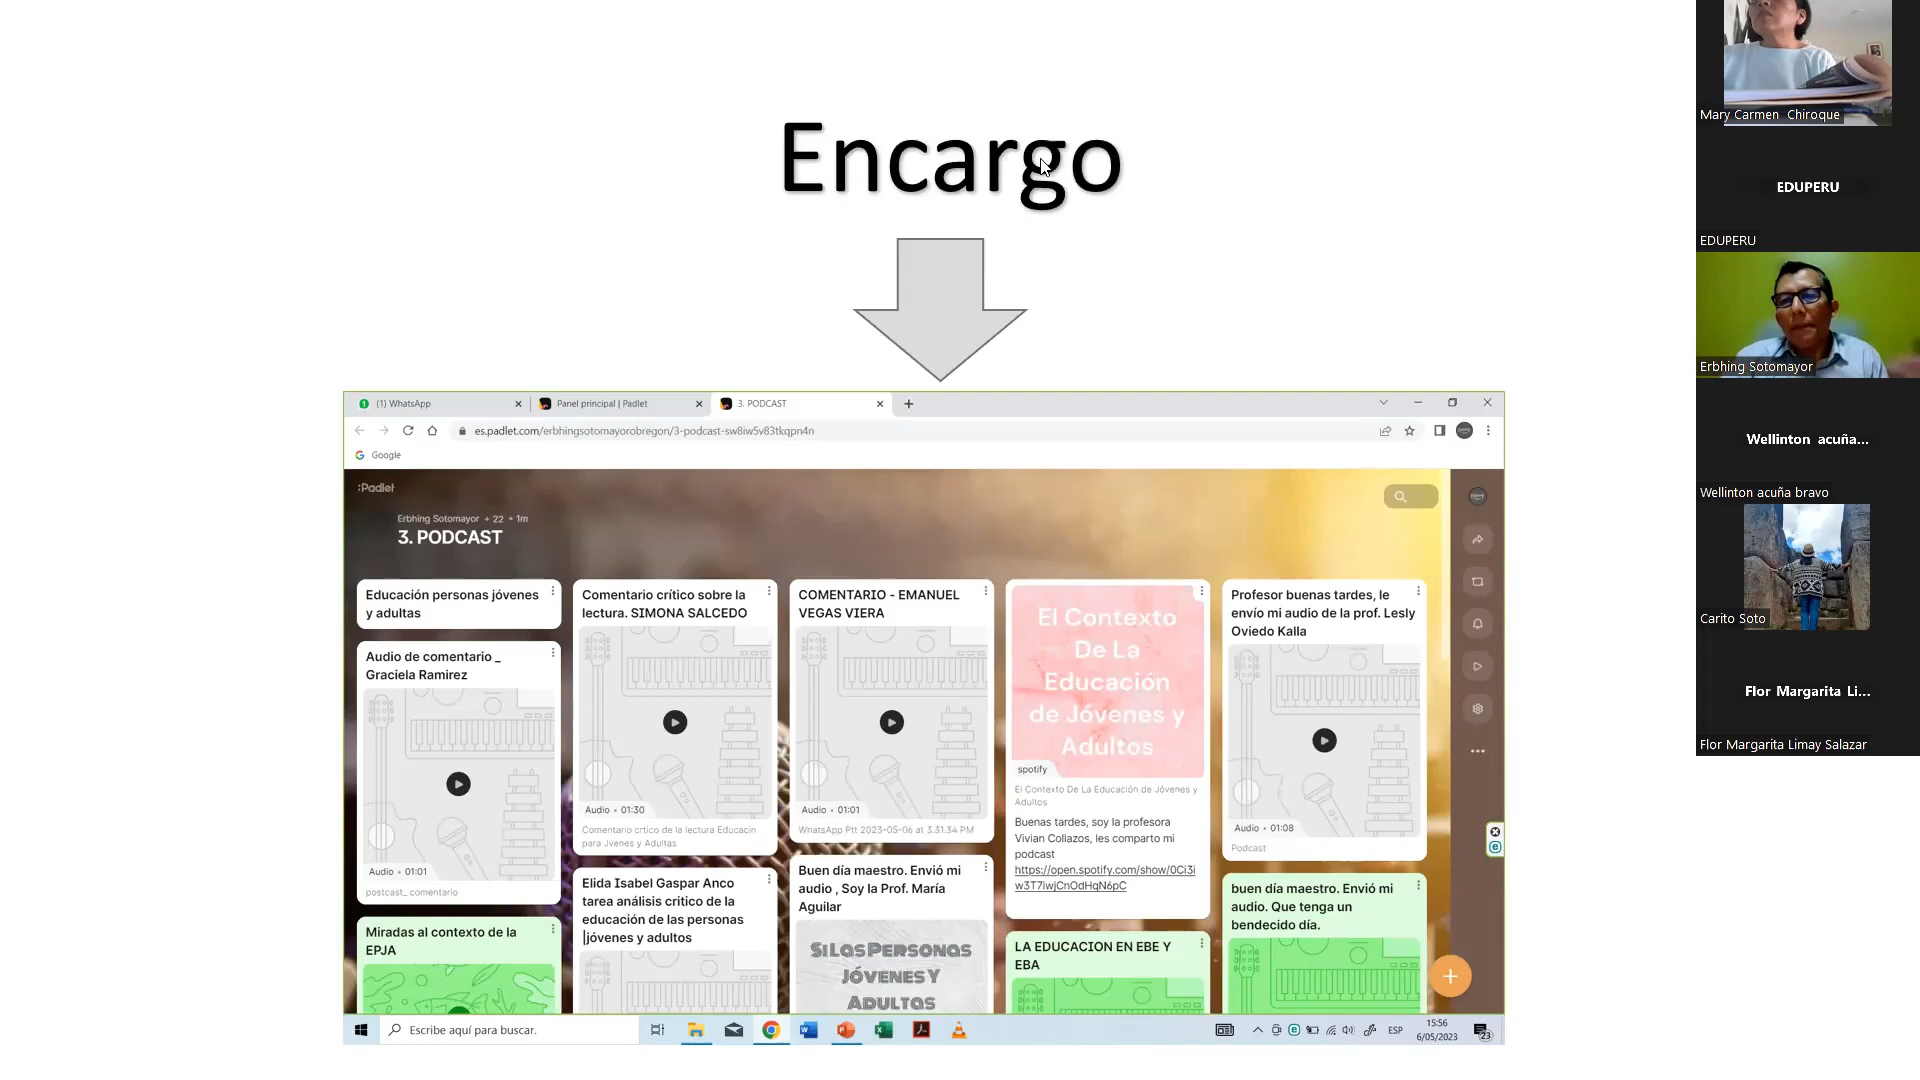 Encargo
(1) WhatsApp
Panel principal | Padlet
3. PODCAST
es.padlet.com/erbhingsotomayorobregon/3-podcast-sw8iw5v83tkqpn4n
Google
:Padlet
Erbhing Sotomayor + 22 • 1m
3. PODCAST
Educación personas jóvenes
y adultas
Audio de comentario _
Graciela Ramirez
Audio • 01:01
postcast_ comentario
Miradas al contexto de la
EPJA
Comentario crítico sobre la
lectura. SIMONA SALCEDO
Audio • 01:30
Comentario crtico de la lectura Educacin
para Jvenes y Adultas
Elida Isabel Gaspar Anco
tarea análisis critico de la
educación de las personas
|jóvenes y adultos
COMENTARIO - EMANUEL
VEGAS VIERA
Audio • 01:01
WhatsApp Ptt 2023-05-06 at 3.31.34 PM
Buen día maestro. Envió mi
audio , Soy la Prof. María
Aguilar
Si Las Personas
Jóvenes Y
Adultas
El Contexto
De La
Educación
de Jóvenes y
Adultos
spotify
El Contexto De La Educación de Jóvenes y
Adultos
Buenas tardes, soy la profesora
Vivian Collazos, les comparto mi
podcast
https://open.spotify.com/show/0Ci3i
w3T7iwjCnOdHqN6pC
LA EDUCACION EN EBE Y
EBA
Profesor buenas tardes, le
envío mi audio de la prof. Lesly
Oviedo Kalla
Audio • 01:08
Podcast
buen día maestro. Envió mi
audio. Que tenga un
bendecido día.
Escribe aquí para buscar.
ESP
15:56
6/05/2023
23
Mary Carmen Chiroque
EDUPERU
EDUPERU
Erbhing Sotomayor
Wellinton acuña...
Wellinton acuña bravo
Carito Soto
Flor Margarita Li...
Flor Margarita Limay Salazar